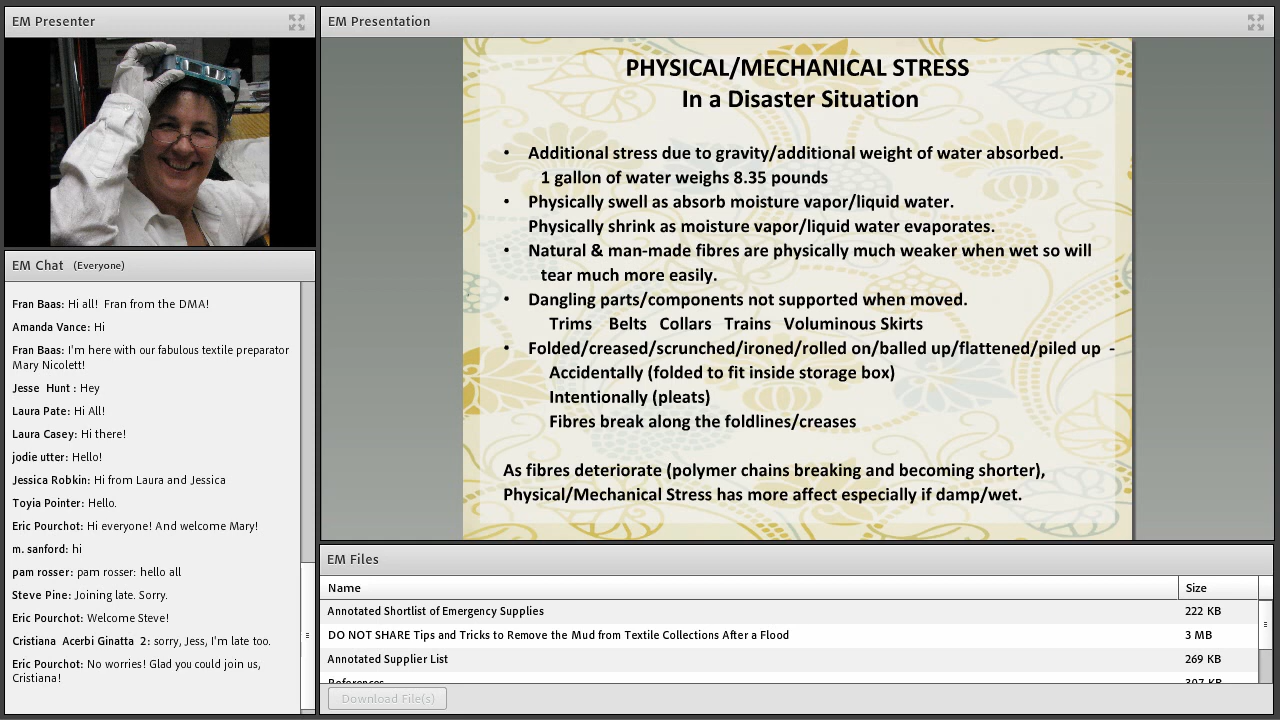 EM Presenter
EM Chat (Everyone)
Fran Baas: Hi all! Fran from the DMA!
Amanda Vance: Hi
Fran Baas: I'm here with our fabulous textile preparator
Mary Nicolett!
Jesse Hunt : Hey
Laura Pate: Hi All!
Laura Casey: Hi there!
jodie utter: Hello!
Jessica Robkin: Hi from Laura and Jessica
Toyia Pointer: Hello.
Eric Pourchot: Hi everyone! And welcome Mary!
m. sanford: hi
pam rosser: pam rosser: hello all
Steve Pine: Joining late. Sorry.
Eric Pourchot: Welcome Steve!
Cristiana Acerbi Ginatta 2: sorry, Jess, I'm late too.
Eric Pourchot: No worries! Glad you could join us,
Cristiana!
EM Presentation
PHYSICAL/MECHANICAL STRESS
In a Disaster Situation
• Additional stress due to gravity/additional weight of water absorbed.
1 gallon of water weighs 8.35 pounds
• Physically swell as absorb moisture vapor/liquid water.
Physically shrink as moisture vapor/liquid water evaporates.
• Natural & man-made fibres are physically much weaker when wet so will
tear much more easily.
• Dangling parts/components not supported when moved.
Trims Belts Collars Trains Voluminous Skirts
• Folded/creased/scrunched/ironed/rolled on/balled up/flattened/piled up -
Accidentally (folded to fit inside storage box)
Intentionally (pleats)
Fibres break along the foldlines/creases
As fibres deteriorate (polymer chains breaking and becoming shorter),
Physical/Mechanical Stress has more affect especially if damp/wet.
EM Files
Name Size
Annotated Shortlist of Emergency Supplies 222 KB
DO NOT SHARE Tips and Tricks to Remove the Mud from Textile Collections After a Flood 3 MB
Annotated Supplier List 269 KB
References 307 KB
Download File(s)